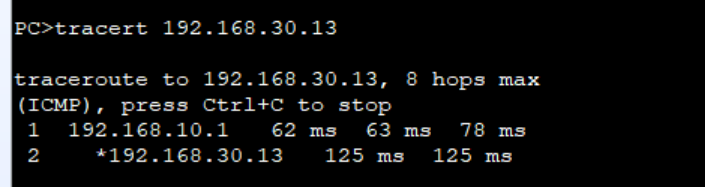 PC>tracert 192.168.30.13
traceroute to 192.168.30.13, 8 hops max
(ICMP), press Ctrl+C to stop
1 192.168.10.1 62 ms 63 ms 78 ms
2 *192.168.30.13 125 ms 125 ms